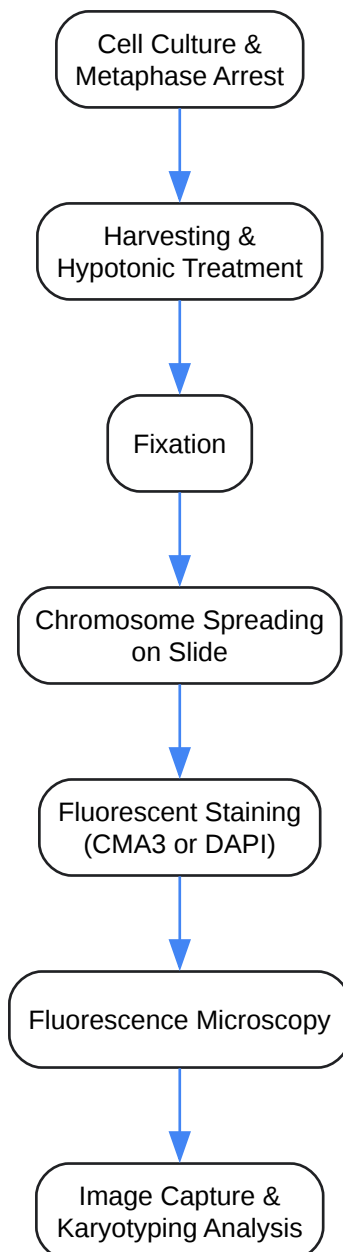 Cell Culture &
Metaphase Arrest
Harvesting &
Hypotonic Treatment
Fixation
Chromosome Spreading
on Slide
Fluorescent Staining
(CMA3 or DAPI)
Fluorescence Microscopy
Image Capture &
Karyotyping Analysis